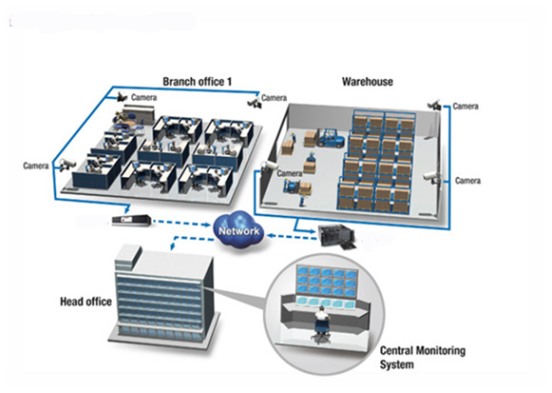 Branch office 1
Warehouse
Camera
Camera
Camera
Camera
Camera
Camera
Network
Head office
Central Monitoring
System